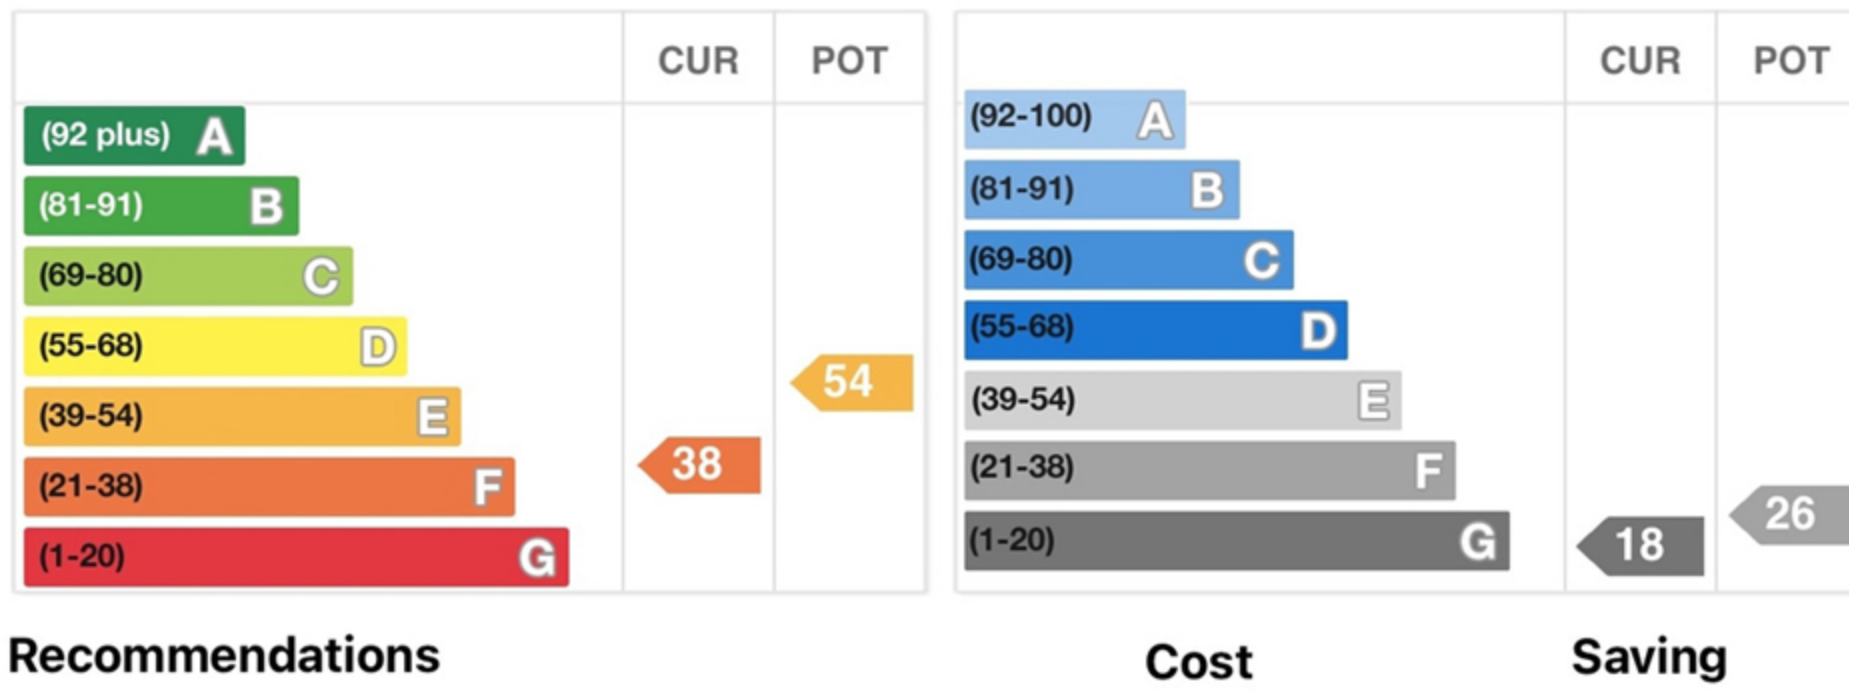 CUR POT
(92 plus) A
(81-91) B
(69-80) C
(55-68) D
(39-54) E
(21-38) F
(1-20) G
38
54
CUR POT
(92-100) A
(81-91) B
(69-80) C
(55-68) D
(39-54) E
(21-38) F
(1-20) G
18
26
Recommendations Cost Saving